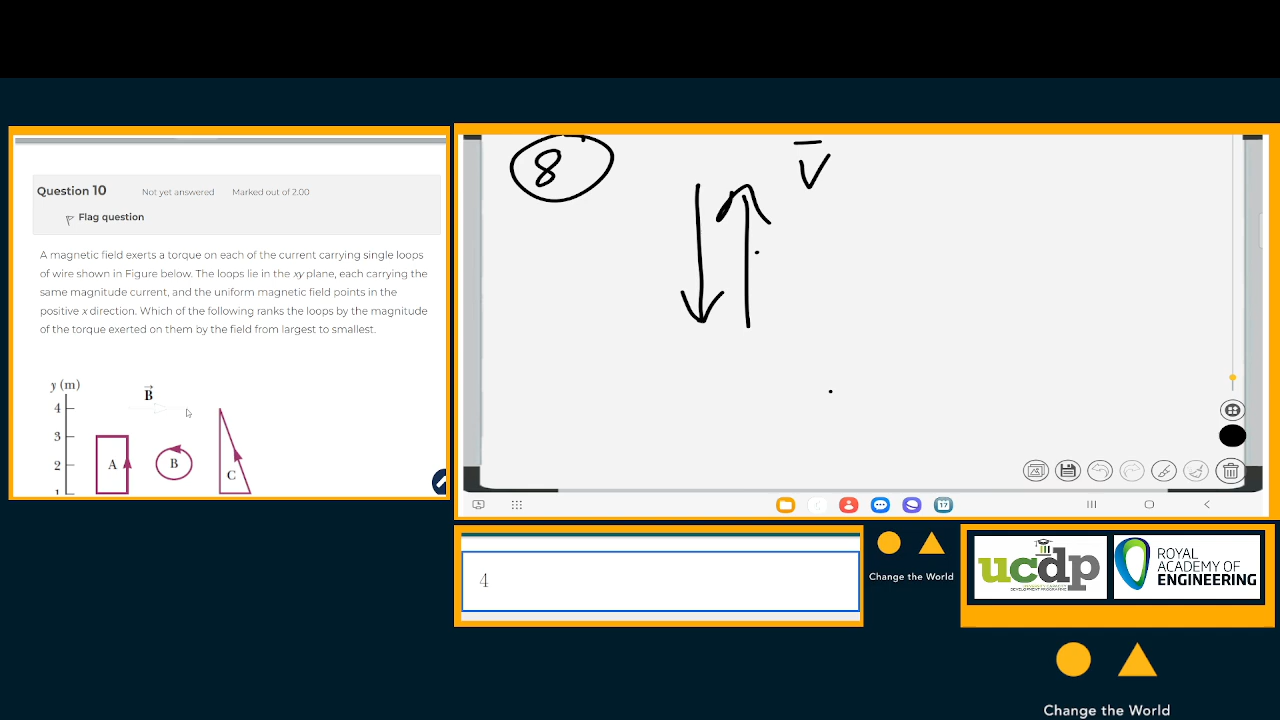 Question 10
Not yet answered
Marked out of 2.00
Flag question
A magnetic field exerts a torque on each of the current carrying single loops
of wire shown in Figure below. The loops lie in the xy plane, each carrying the
same magnitude current, and the uniform magnetic field points in the
positive x direction. Which of the following ranks the loops by the magnitude
of the torque exerted on them by the field from largest to smallest.
y (m)
B
4
3
2
1
A
B
C
8
V
17
4
Change the World
ucdp
ROYAL
ACADEMY OF
ENGINEERING
Change the World